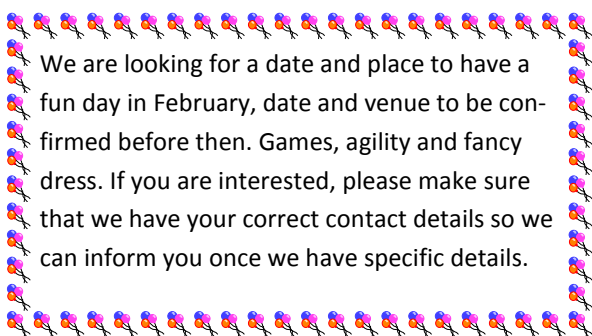 We are looking for a date and place to have a
fun day in February, date and venue to be con-
firmed before then. Games, agility and fancy
dress. If you are interested, please make sure
that we have your correct contact details so we
can inform you once we have specific details.